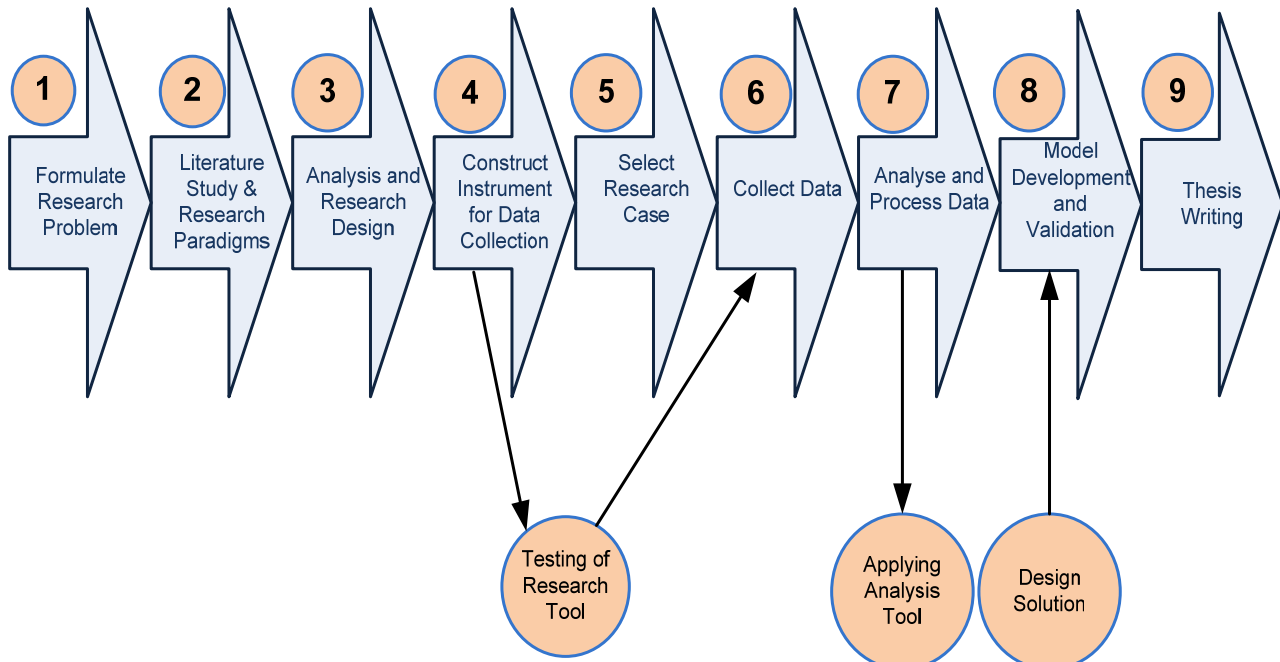 1
Formulate
Research
Problem
2
Literature
Study &
Research
Paradigms
3
Analysis and
Research
Design
4
Construct
Instrument
for Data
Collection
5
Select
Research
Case
6
Collect Data
7
Analyse and
Process Data
8
Model
Development
and
Validation
9
Thesis
Writing
Testing of
Research
Tool
Applying
Analysis
Tool
Design
Solution